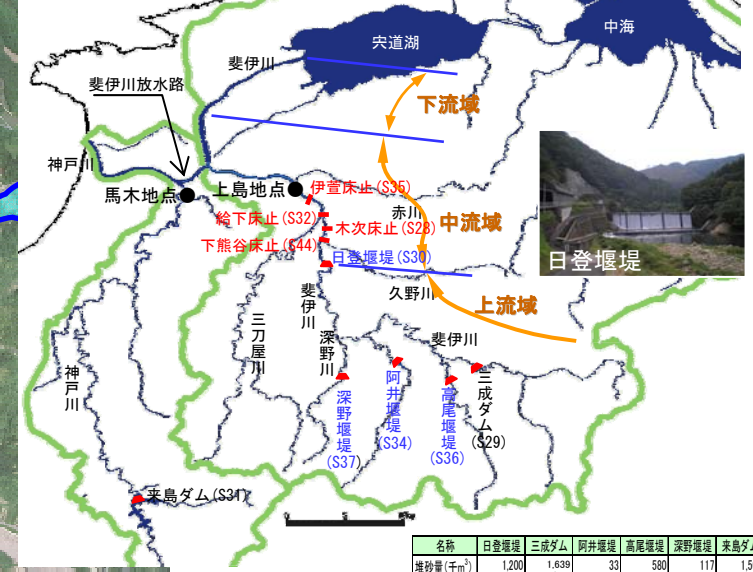 中海
宍道湖
斐伊川
斐伊川放水路
下流域
神戸川
馬木地点
上島地点
伊萱床止(S35)
赤川
給下床止(S32)
木次床止(S28)
中流域
下熊谷床止(S44)
日登堰堤(S30)
日登堰堤
久野川
上流域
斐伊川
三刀屋川
深野川
斐伊川
神戸川
深野堰堤(S37)
阿井堰堤(S34)
高尾堰堤(S36)
三成ダム(S29)
来島ダム(S31)
名称 日登堰堤 三成ダム 阿井堰堤 高尾堰堤 深野堰堤 来島ダム
堆砂量(千m³) 1,200 1,639 33 580 117